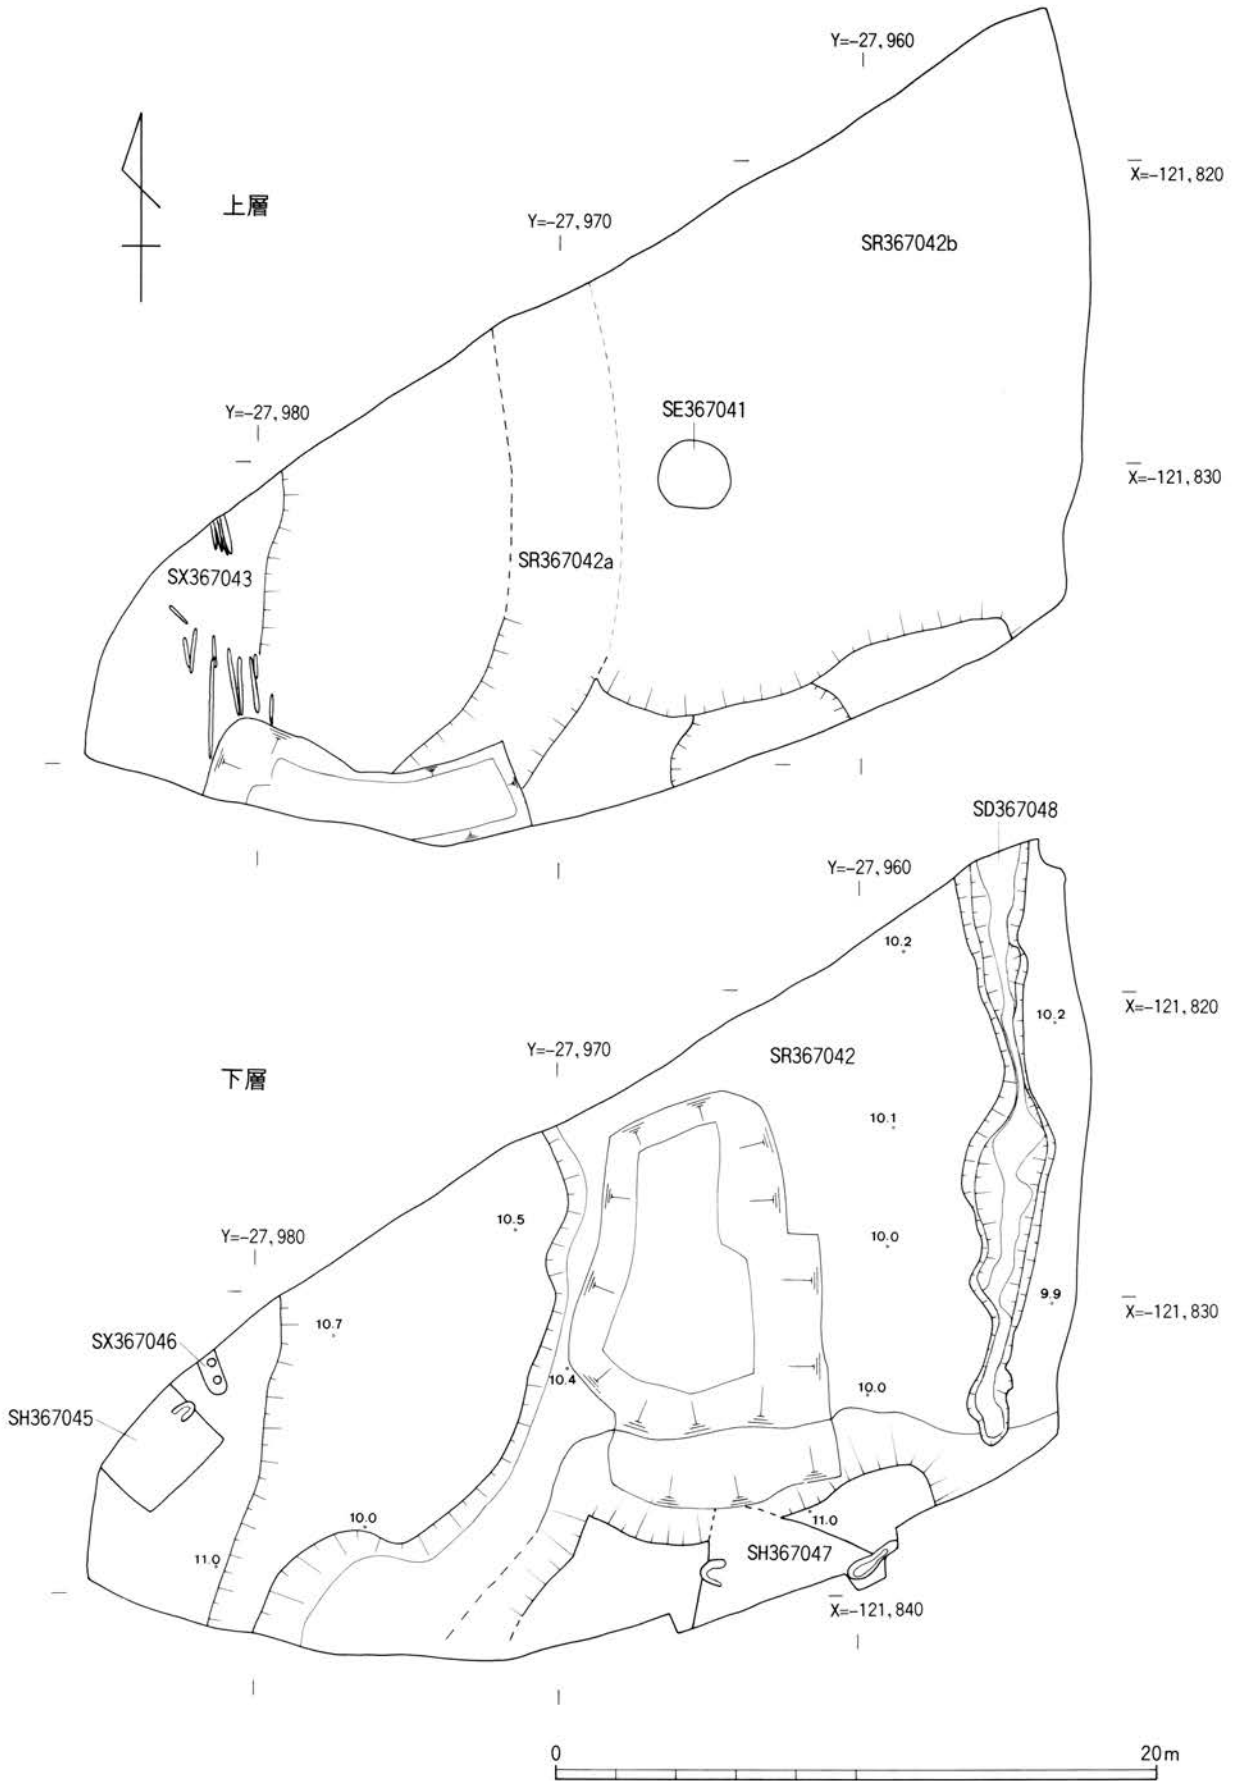 Y=-27,960
X=-121,820
上層
Y=-27,970
SR367042b
Y=-27,980
SE367041
X=-121,830
SR367042a
SX367043
SD367048
Y=-27,960
10.2
X=-121,820
10.2
Y=-27,970
SR367042
下層
10.1
10.5
Y=-27,980
10.0
9.9
X=-121,830
10.7
SX367046
10.4
10.0
SH367045
10.0
11.0
11.0
SH367047
X=-121,840
0
20m